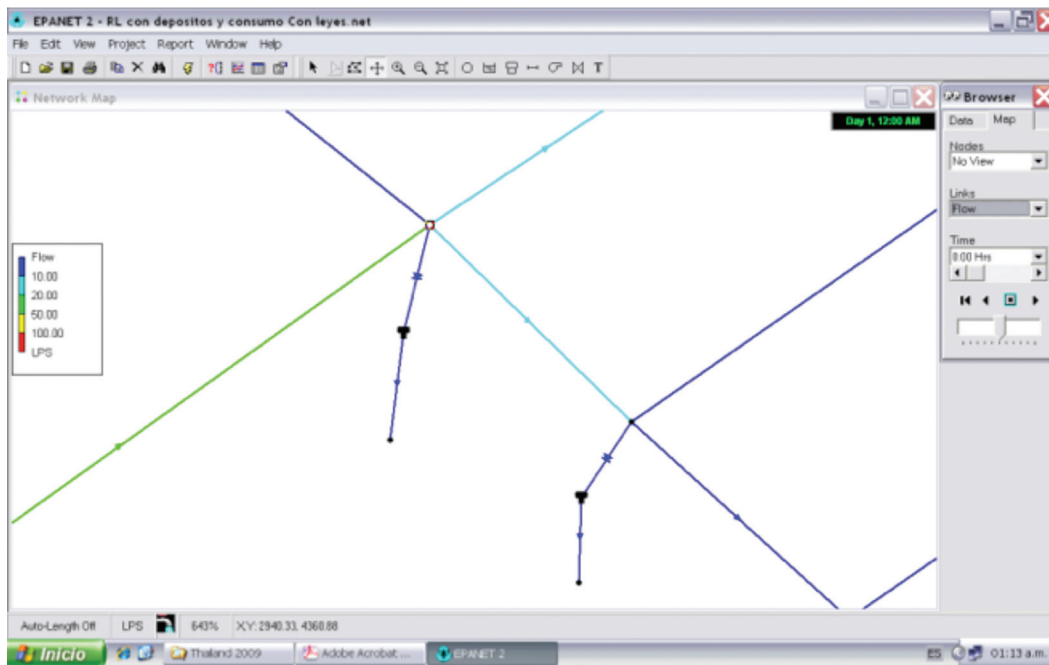 EPANET 2 - RL con depositos y consumo Con leyes.net
File Edit View Project Report Window Help
T
Network Map
Day 1, 12:00 AM
Browser
Data Map
Nodes
No View
Links
Flow
Time
0:00 Hrs
Flow
10.00
20.00
50.00
100.00
LPS
Auto-Length Off LPS 643% X,Y: 2940.33, 4360.88
Inicio Thailand 2009 Adobe Acrobat ... EPANET 2 ES 01:13 a.m.